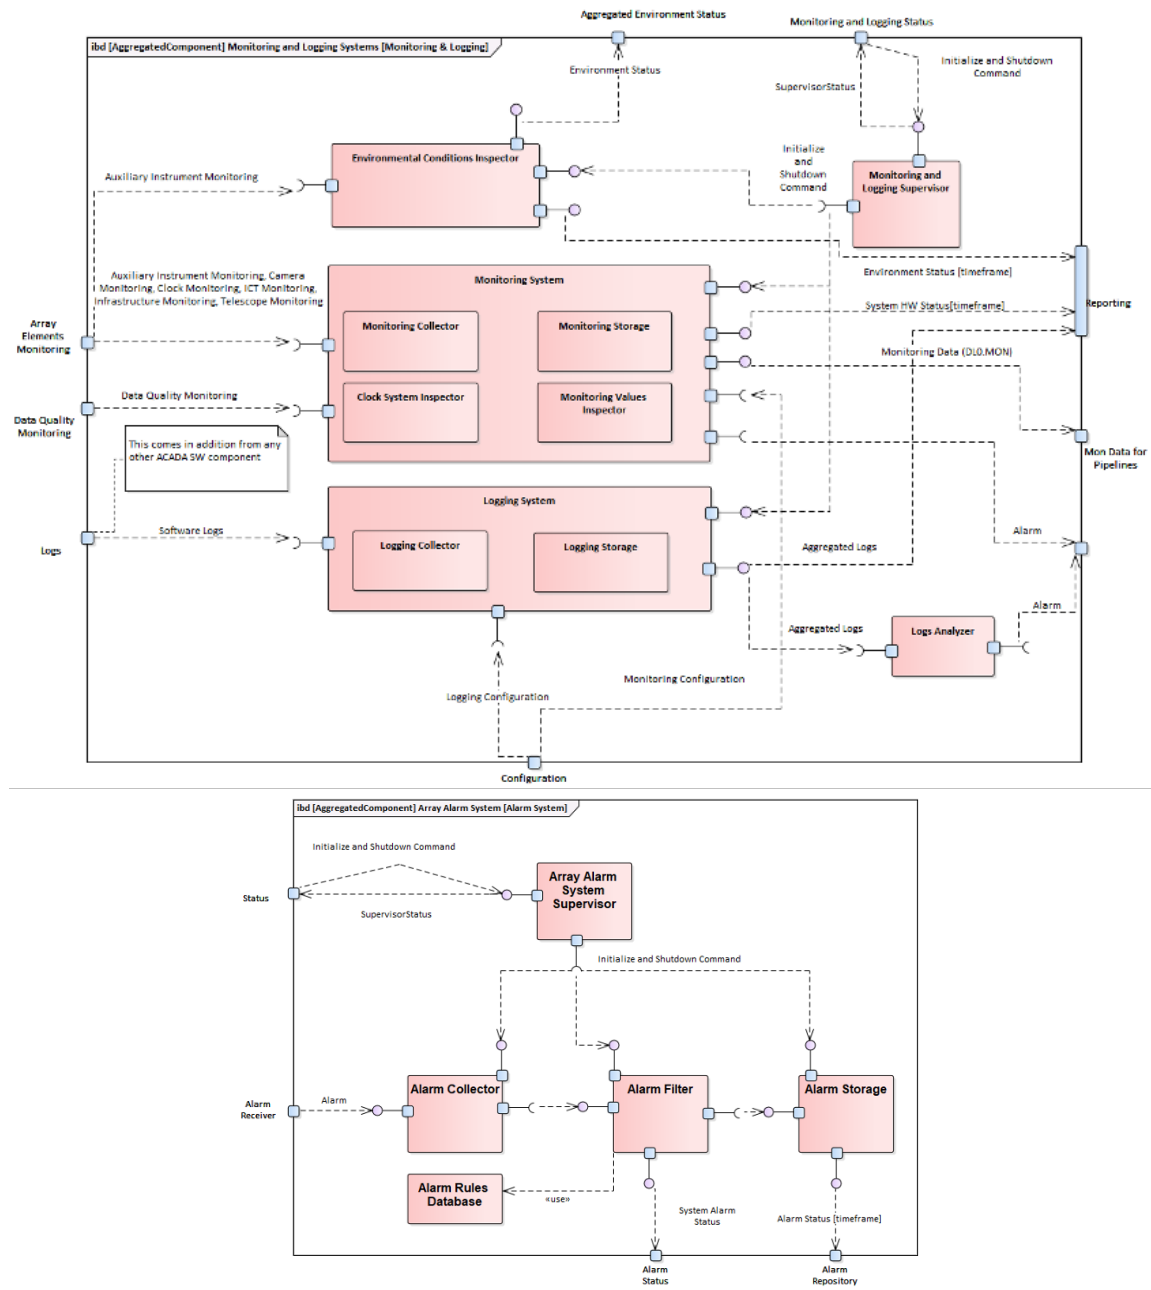 Aggregated Environment Status
Monitoring and Logging Status
ibd [AggregatedComponent] Monitoring and Logging Systems [Monitoring & Logging]
Environment Status
Initialize and Shutdown
Command
SupervisorStatus
Environmental Conditions Inspector
Initialize
and
Shutdown
Command
Monitoring and
Logging Supervisor
Auxiliary Instrument Monitoring
Auxiliary Instrument Monitoring, Camera
Monitoring, Clock Monitoring, ICT Monitoring,
Infrastructure Monitoring, Telescope Monitoring
Monitoring System
Environment Status [timeframe]
Reporting
System HW Status[timeframe]
Array
Elements
Monitoring
Monitoring Collector
Monitoring Storage
Monitoring Data (DL0.MON)
Data Quality Monitoring
Clock System Inspector
Monitoring Values
Inspector
Data Quality
Monitoring
This comes in addition from any
other ACADA SW component
Mon Data for
Pipelines
Logging System
Software Logs
Logs
Logging Collector
Logging Storage
Alarm
Aggregated Logs
Alarm
Aggregated Logs
Logs Analyzer
Monitoring Configuration
Logging Configuration
Configuration
ibd [AggregatedComponent] Array Alarm System [Alarm System]
Initialize and Shutdown Command
Array Alarm
System
Supervisor
Status
SupervisorStatus
Initialize and Shutdown Command
Alarm Collector
Alarm Filter
Alarm Storage
Alarm
Receiver
Alarm
Alarm Rules
Database
«use»
System Alarm
Status
Alarm Status [timeframe]
Alarm
Status
Alarm
Repository